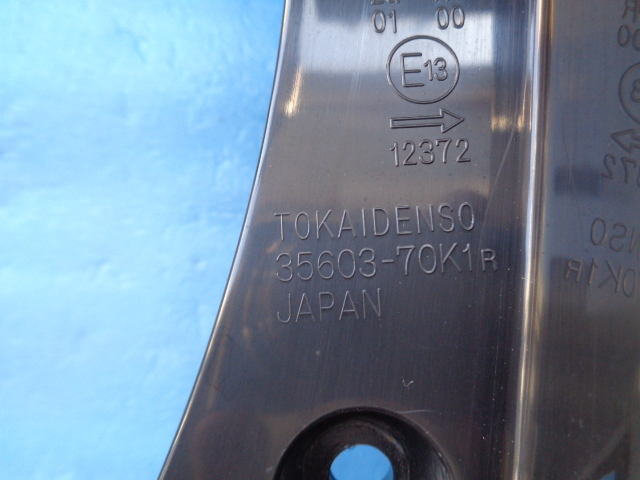 01 00
E13
12372
TOKAIDENSO
35603-70K1R
JAPAN